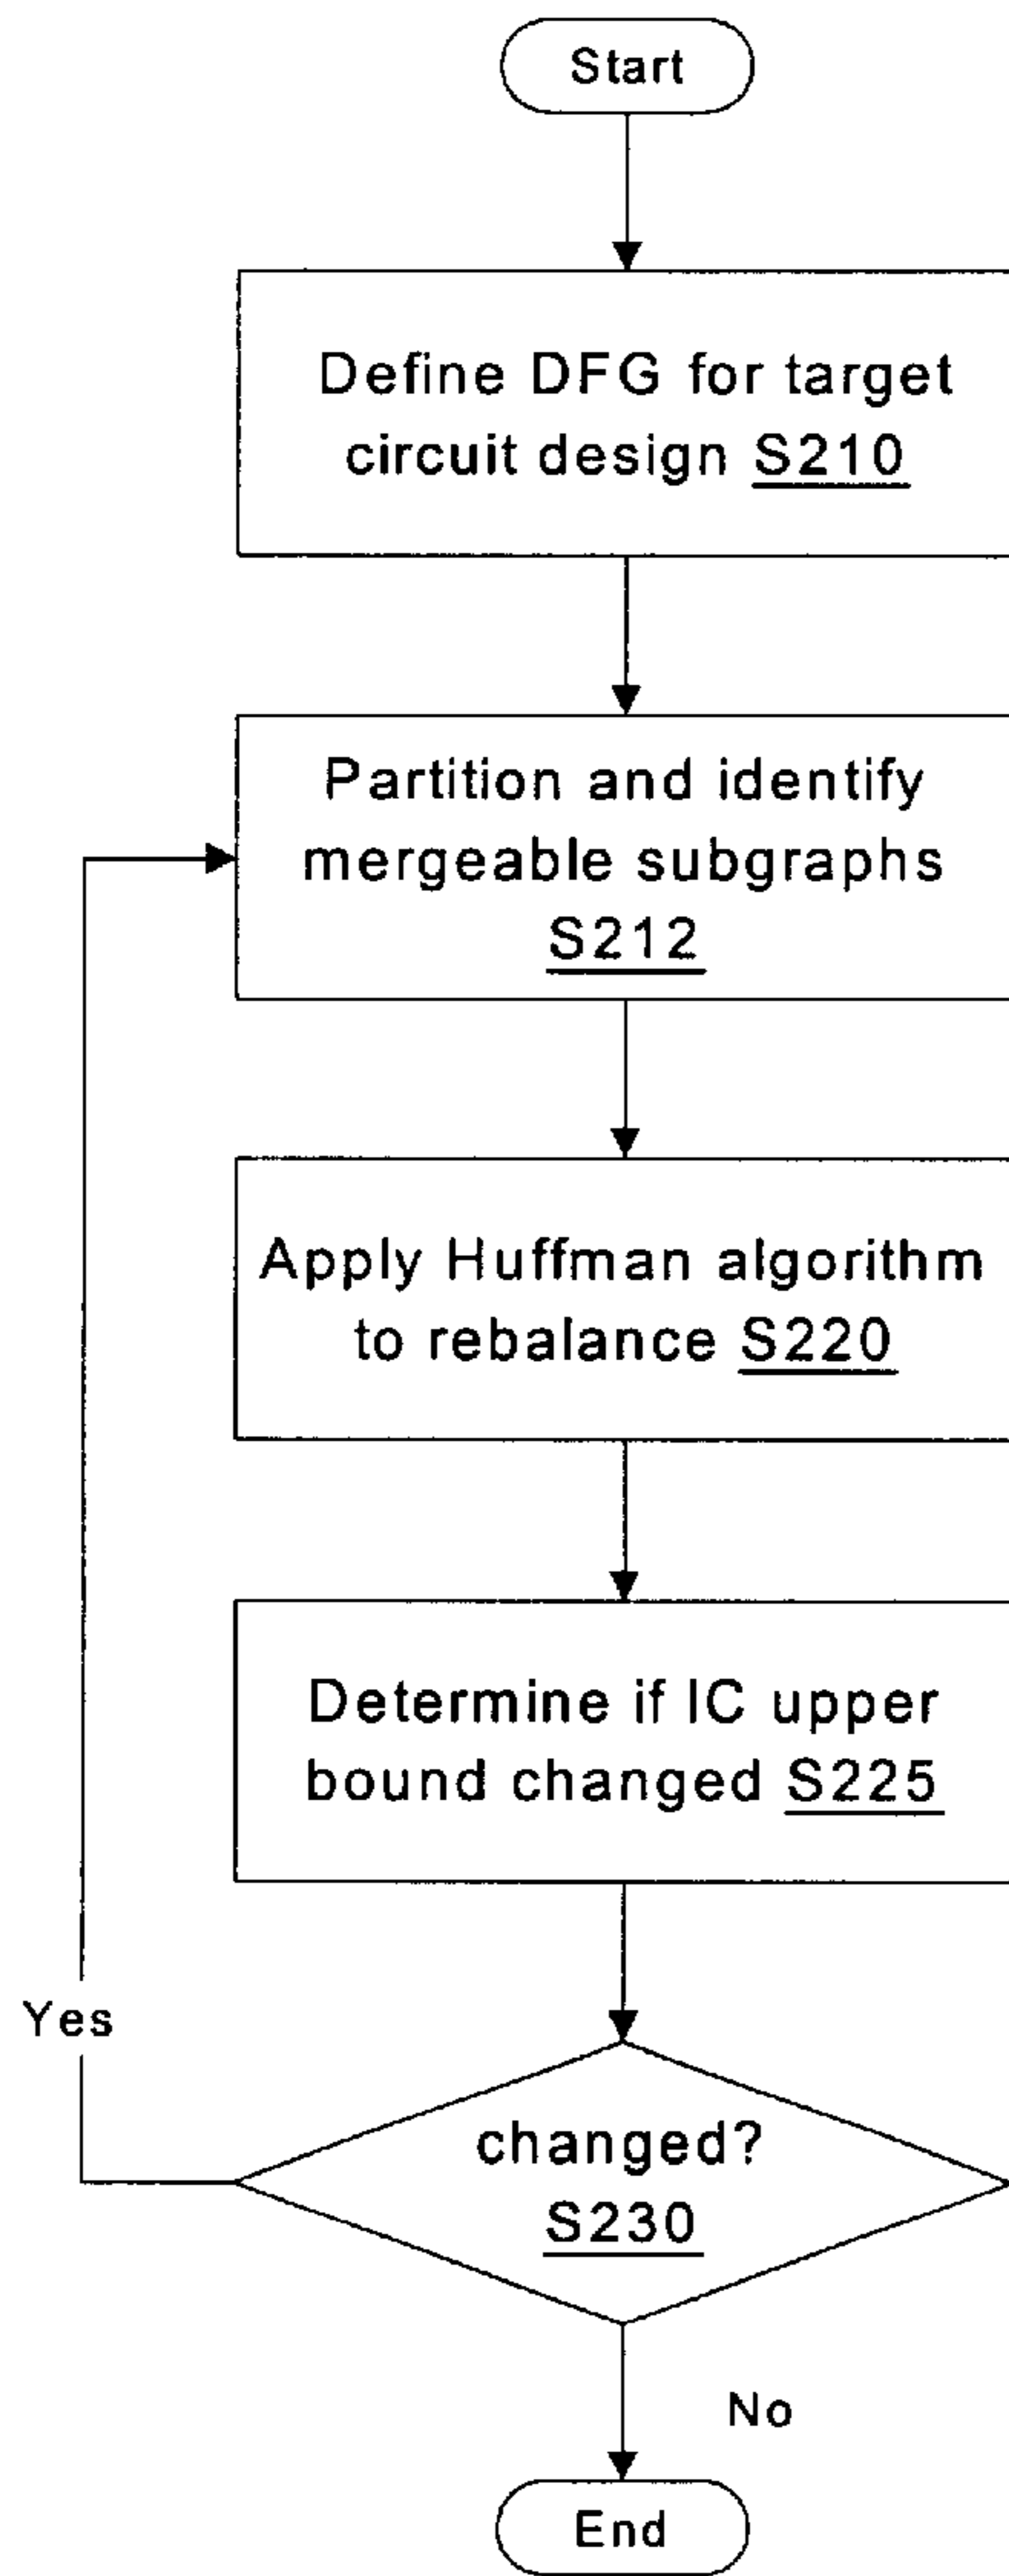 Start
Define DFG for target
circuit design S210
Partition and identify
mergeable subgraphs
S212
Apply Huffman algorithm
to rebalance S220
Determine if IC upper
bound changed S225
Yes
changed?
S230
No
End